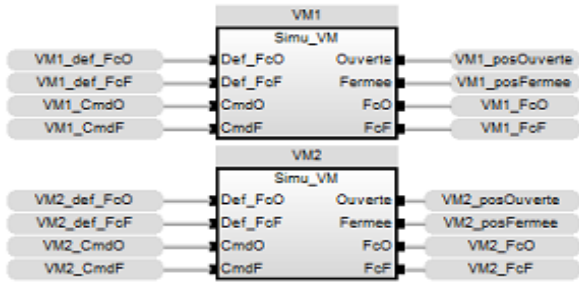 VM1
Simu_VM
VM1_def_FcO Def_FcO Ouverte VM1_posOuverte
VM1_def_FcF Def_FcF Fermee VM1_posFermee
VM1_CmdO CmdO FcO VM1_FcO
VM1_CmdF CmdF FcF VM1_FcF
VM2
Simu_VM
VM2_def_FcO Def_FcO Ouverte VM2_posOuverte
VM2_def_FcF Def_FcF Fermee VM2_posFermee
VM2_CmdO CmdO FcO VM2_FcO
VM2_CmdF CmdF FcF VM2_FcF